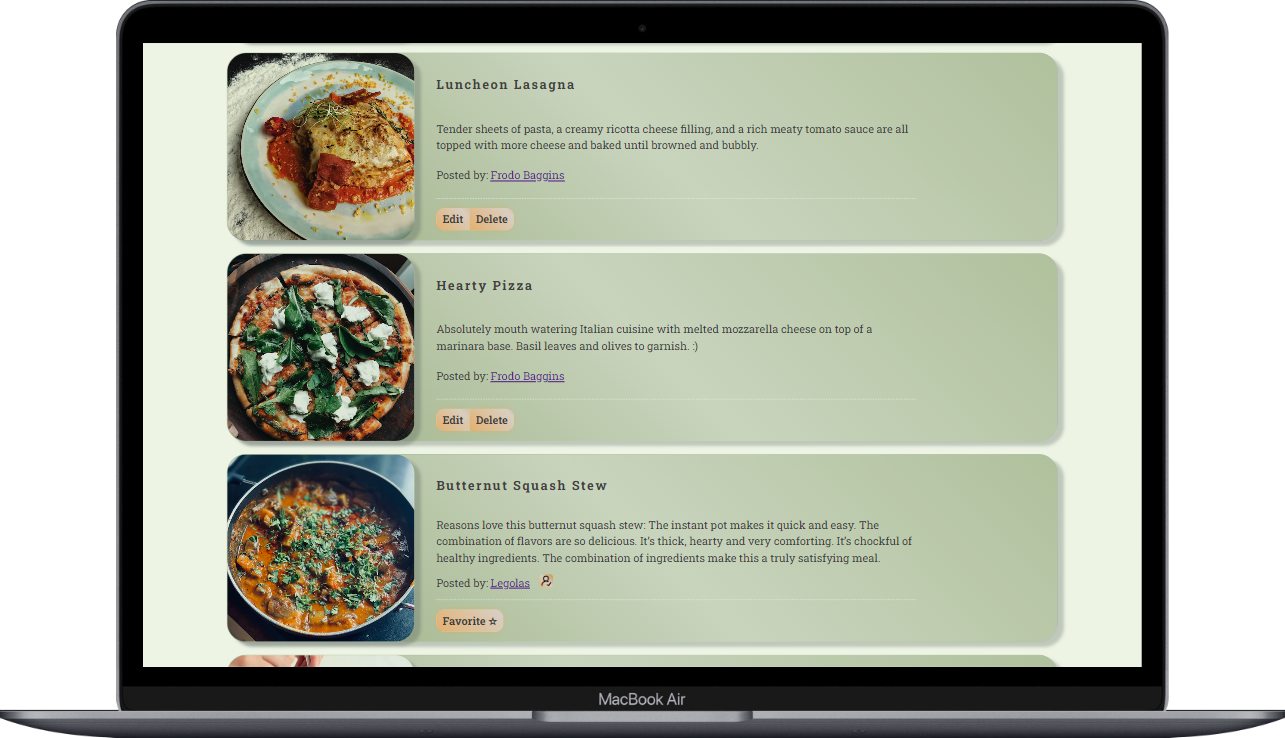 Luncheon Lasagna
Tender sheets of pasta, a creamy ricotta cheese filling, and a rich meaty tomato sauce are all
topped with more cheese and baked until browned and bubbly.
Posted by: Frodo Baggins
Edit Delete
Hearty Pizza
Absolutely mouth watering Italian cuisine with melted mozzarella cheese on top of a
marinara base. Basil leaves and olives to garnish. :)
Posted by: Frodo Baggins
Edit Delete
Butternut Squash Stew
Reasons love this butternut squash stew: The instant pot makes it quick and easy. The
combination of flavors are so delicious. It's thick, hearty and very comforting. It's chockful of
healthy ingredients. The combination of ingredients make this a truly satisfying meal.
Posted by: Legolas
Favorite ☆
MacBook Air